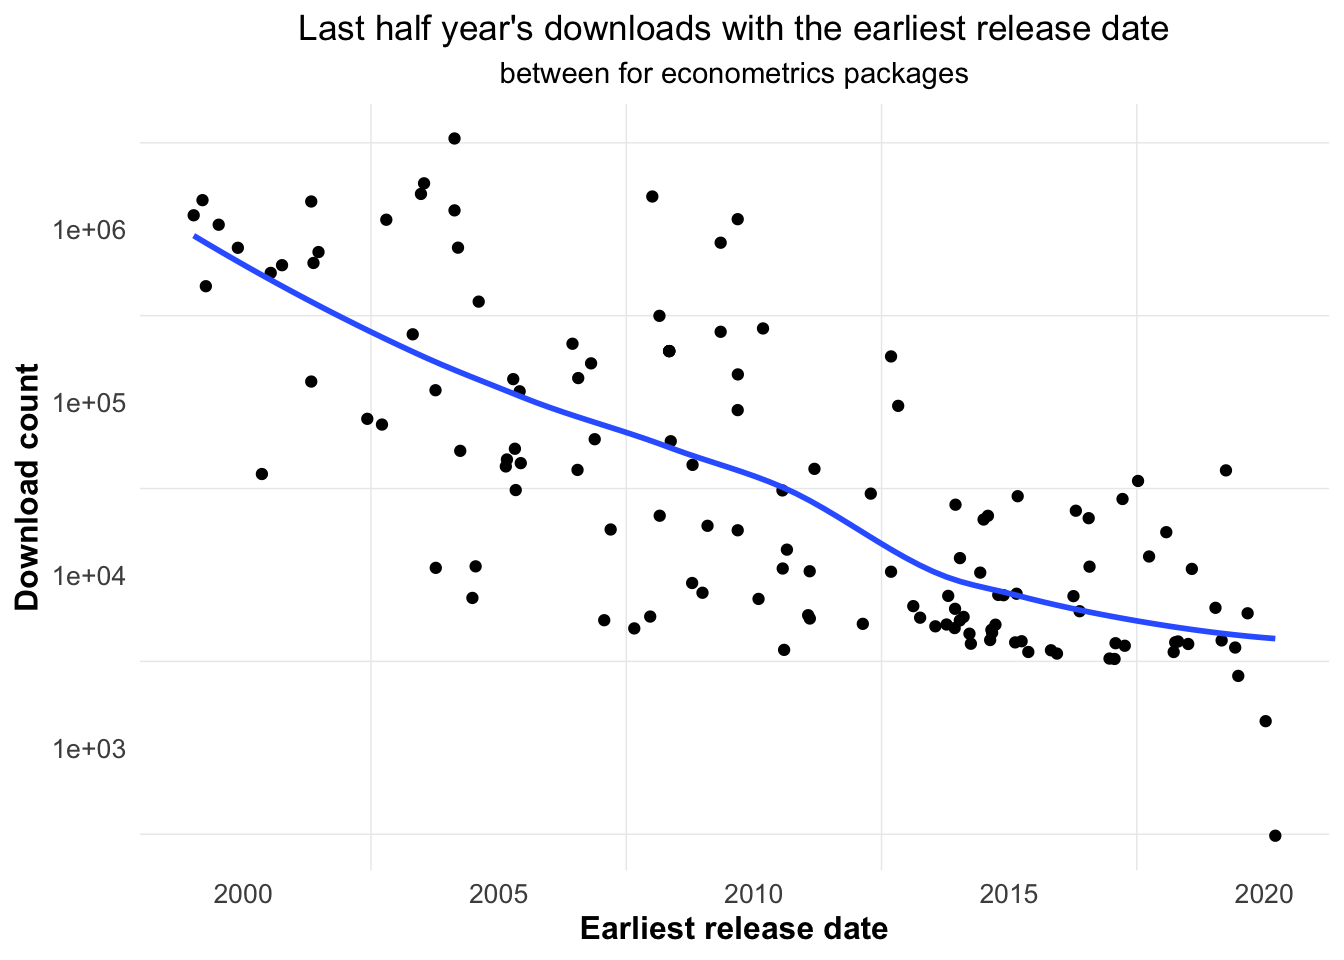 Last half year's downloads with the earliest release date
between for econometrics packages
Download count
1e+06
1e+05
1e+04
1e+03
2000 2005 2010 2015 2020
Earliest release date